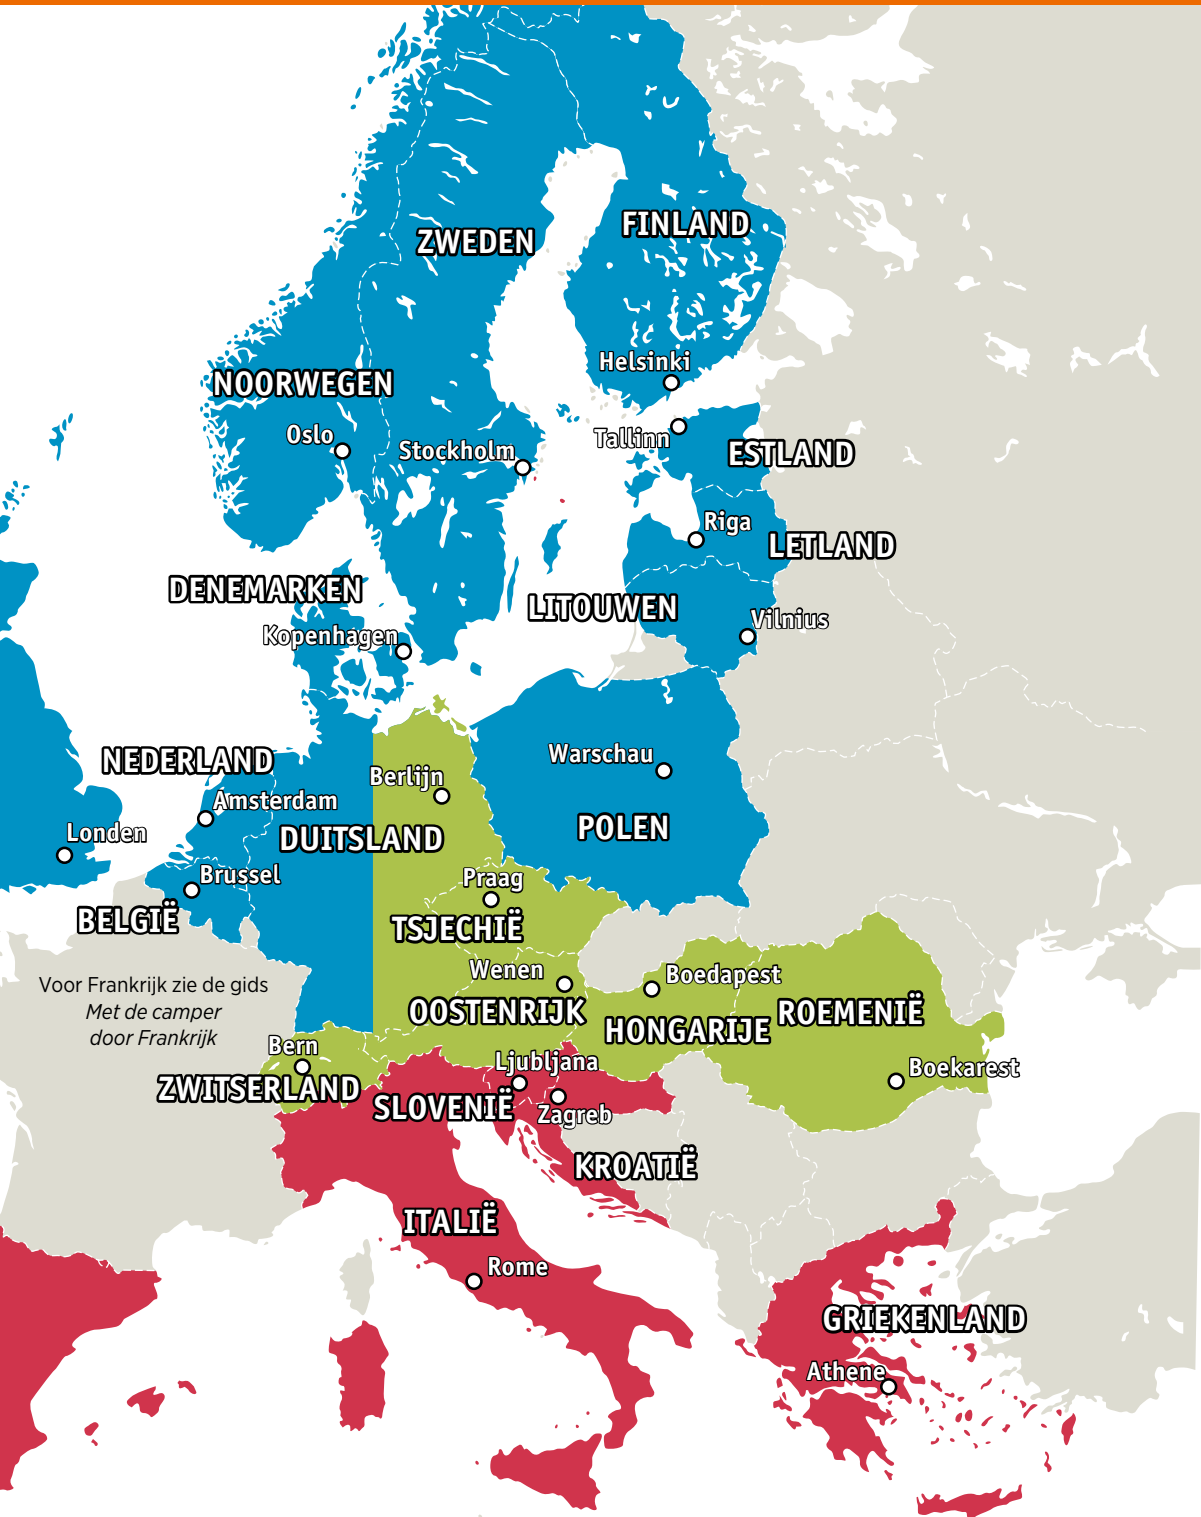 FINLAND
ZWEDEN
Helsinki
NOORWEGEN
Oslo
Stockholm
Tallinn
ESTLAND
Riga
LETLAND
DENEMARKEN
LITOUWEN
Vilnius
Kopenhagen
Warschau
NEDERLAND
Berlijn
Amsterdam
POLEN
Londen
DUITSLAND
Brussel
Praag
BELGIË
TSJECHIË
Wenen
Boedapest
Voor Frankrijk zie de gids
Met de camper
door Frankrijk
OOSTENRIJK
ROEMENIË
HONGARIJE
Bern
Ljubljana
Boekarest
ZWITSERLAND
SLOVENIË
Zagreb
KROATIË
ITALIË
Rome
GRIEKENLAND
Athene